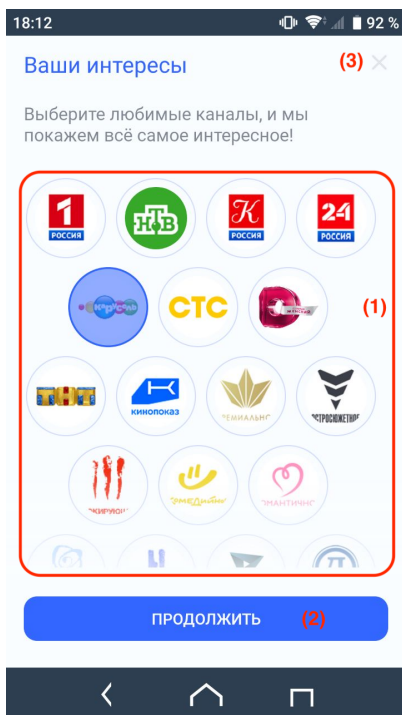 18:12
92 %
Ваши интересы
(3)
Выберите любимые каналы, и мы
покажем всё самое интересное!
1 РОССИЯ
НТВ
К РОССИЯ
24 РОССИЯ
Карусель
СТС
(1)
ТНТ
КИНОПОКАЗ
ПРОДОЛЖИТЬ
(2)